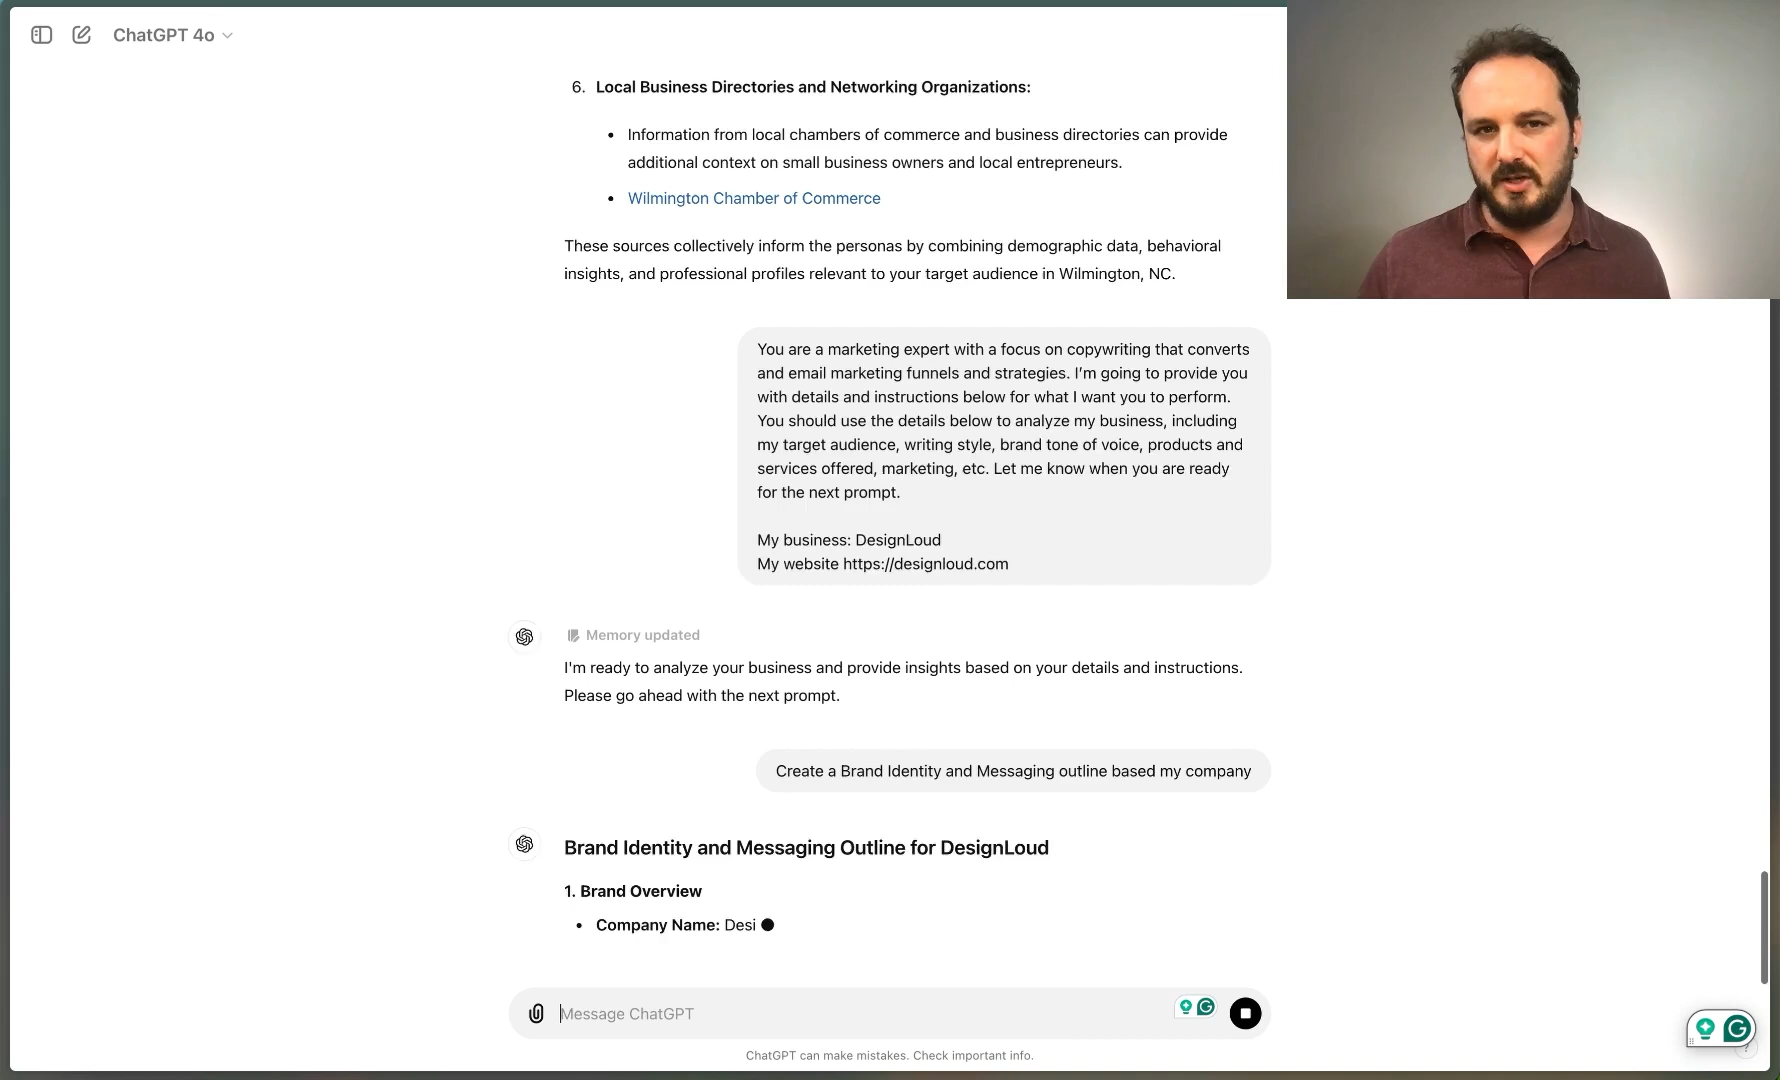 ChatGPT 4o
6. Local Business Directories and Networking Organizations:
• Information from local chambers of commerce and business directories can provide
additional context on small business owners and local entrepreneurs.
• Wilmington Chamber of Commerce
These sources collectively inform the personas by combining demographic data, behavioral
insights, and professional profiles relevant to your target audience in Wilmington, NC.
You are a marketing expert with a focus on copywriting that converts
and email marketing funnels and strategies. I'm going to provide you
with details and instructions below for what I want you to perform.
You should use the details below to analyze my business, including
my target audience, writing style, brand tone of voice, products and
services offered, marketing, etc. Let me know when you are ready
for the next prompt.
My business: DesignLoud
My website https://designloud.com
Memory updated
I'm ready to analyze your business and provide insights based on your details and instructions.
Please go ahead with the next prompt.
Create a Brand Identity and Messaging outline based my company
Brand Identity and Messaging Outline for DesignLoud
1. Brand Overview
• Company Name: Desi
Message ChatGPT
ChatGPT can make mistakes. Check important info.
?